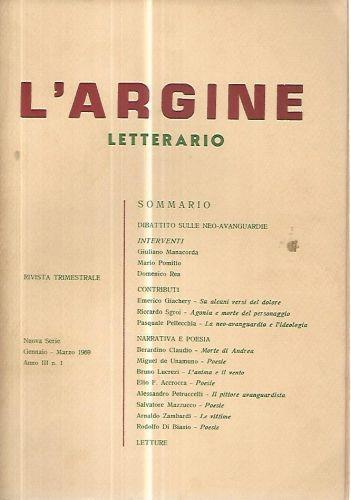 L'ARGINE
LETTERARIO
SOMMARIO
DIBATTITO SULLE NEO-AVANGUARDIE
INTERVENTI
Giuliano Manacorda
Mario Pomilio
Domenico Rea
RIVISTA TRIMESTRALE
CONTRIBUTI
Emerico Giachery - Su alcuni versi del dolore
Riccardo Sgroi - Agonia e morte del personaggio
Pasquale Pellecchia - La neo-avanguardia e l'ideologia
Nuova Serie
Gennaio - Marzo 1969
Anno III n. 1
NARRATIVA E POESIA
Berardino Claudio - Morte di Andrea
Miguel de Unamuno - Poesie
Bruno Lucrezi - L'anima e il vento
Elio F. Accrocca - Poesie
Alessandro Petruccelli - Il pittore avanguardista
Salvatore Mazzucco - Poesie
Arnaldo Zambardi - Le vittime
Rodolfo Di Biasio - Poesie
LETTURE